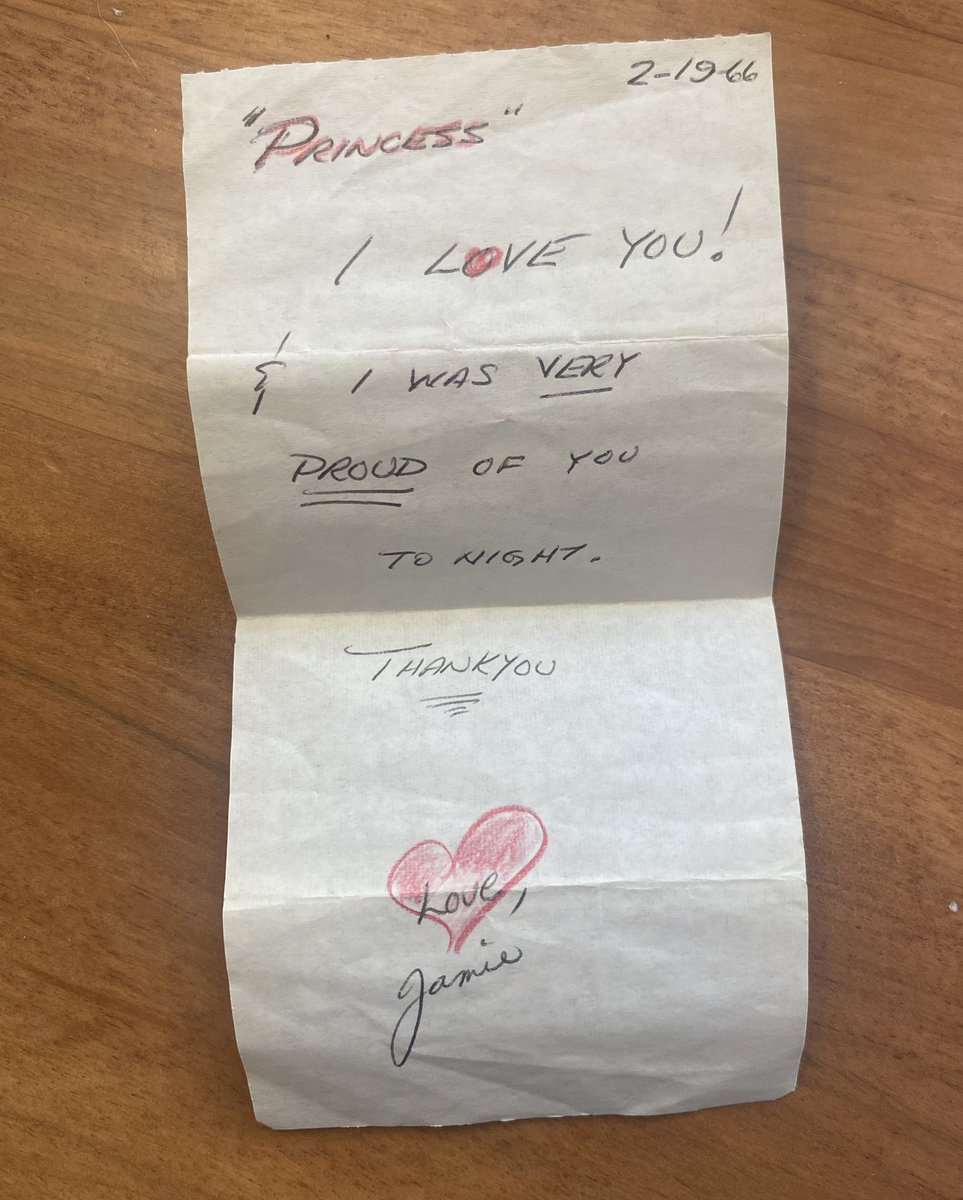 2-19-66
"PRINCESS"
I LOVE YOU!
& I WAS VERY
PROUD OF YOU
TO NIGHT.
THANKYOU
Love,
Jamie